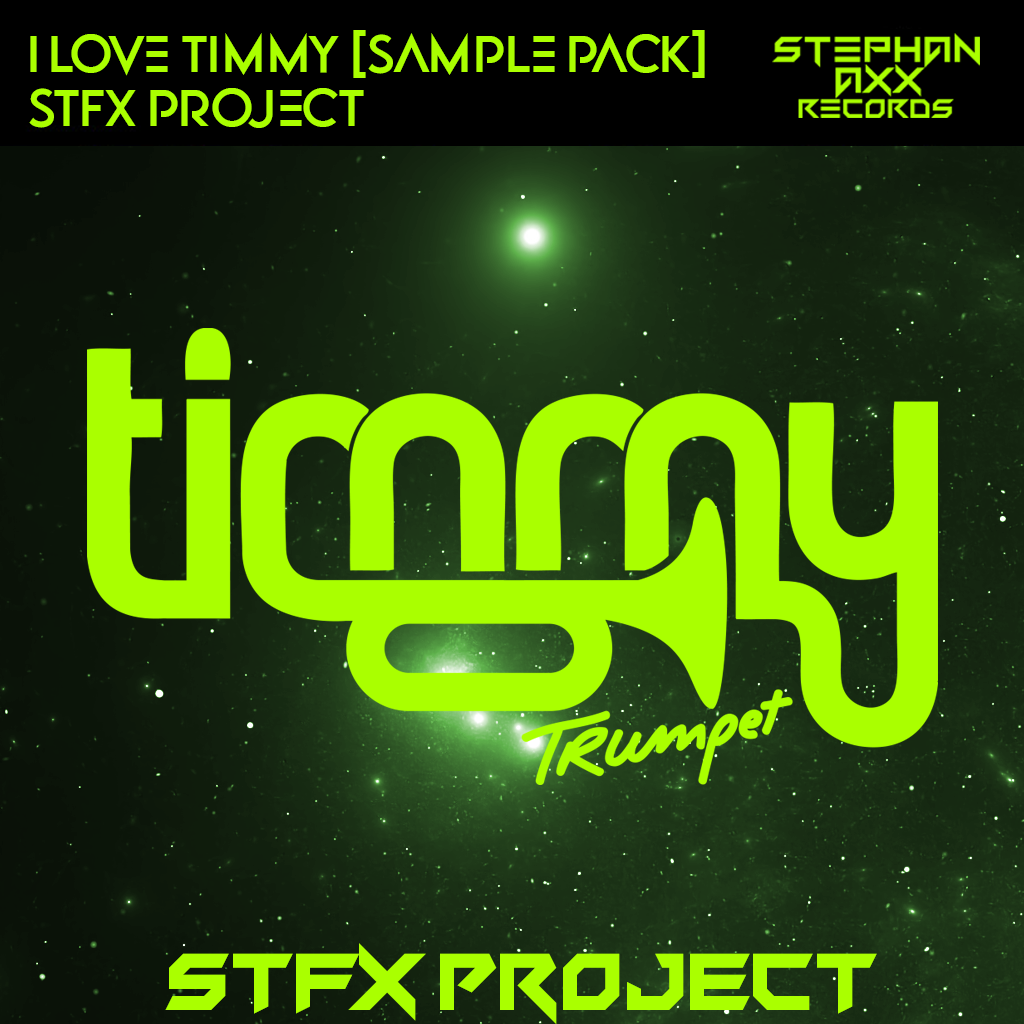 I LOVE TIMMY [SAMPLE PACK]
STFX PROJECT
STEPHAN
AXX
RECORDS
timmy
TRumpet
STFX PROJECT